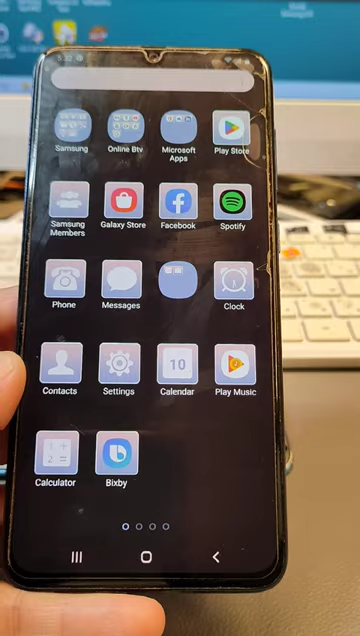 Samsung
Online Btv
Microsoft
Apps
Play Store
Samsung
Members
Galaxy Store
Facebook
Spotify
Phone
Messages
Clock
Contacts
Settings
10
Calendar
Play Music
Calculator
Bixby